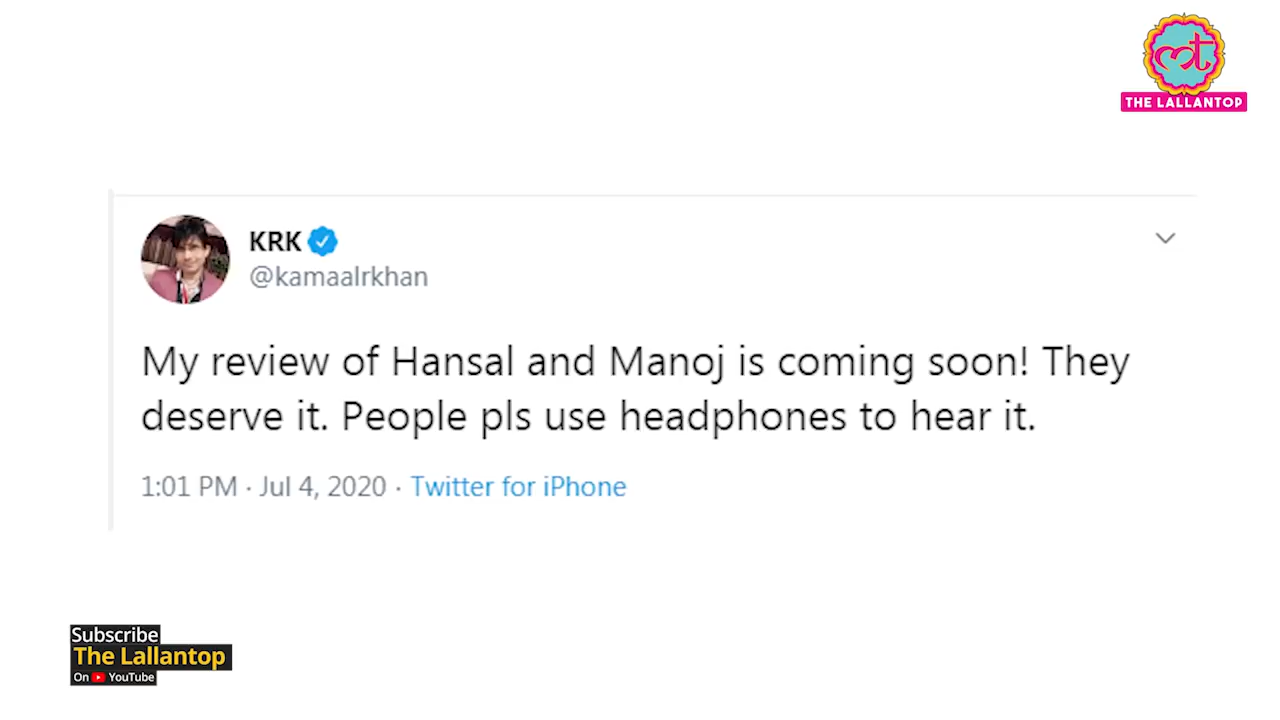 THE LALLANTOP
KRK
@kamaalrkhan
My review of Hansal and Manoj is coming soon! They
deserve it. People pls use headphones to hear it.
1:01 PM · Jul 4, 2020 · Twitter for iPhone
Subscribe
The Lallantop
On YouTube